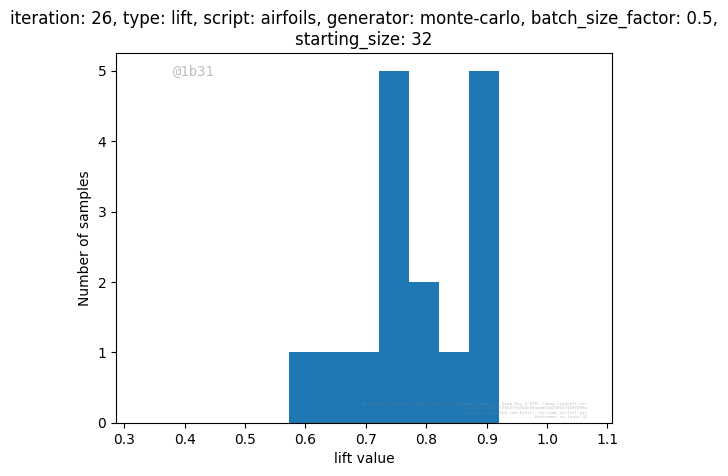 iteration: 26, type: lift, script: airfoils, generator: monte-carlo, batch_size_factor: 0.5,
starting_size: 32
@1b31
5
4
3
2
1
0
Number of samples
0.3 0.4 0.5 0.6 0.7 0.8 0.9 1.0 1.1
lift value